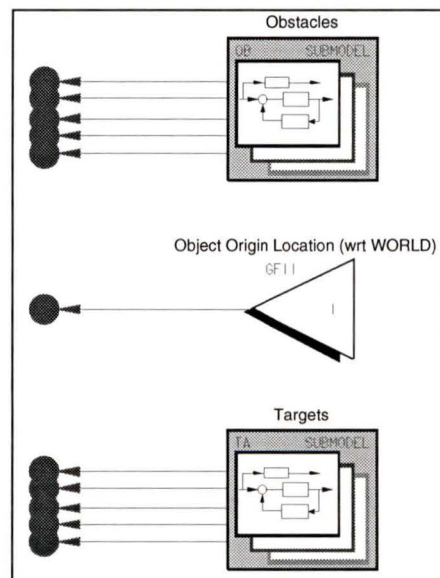 Obstacles
OB SUBMODEL
Object Origin Location (wrt WORLD)
GF11
1
Targets
TA SUBMODEL